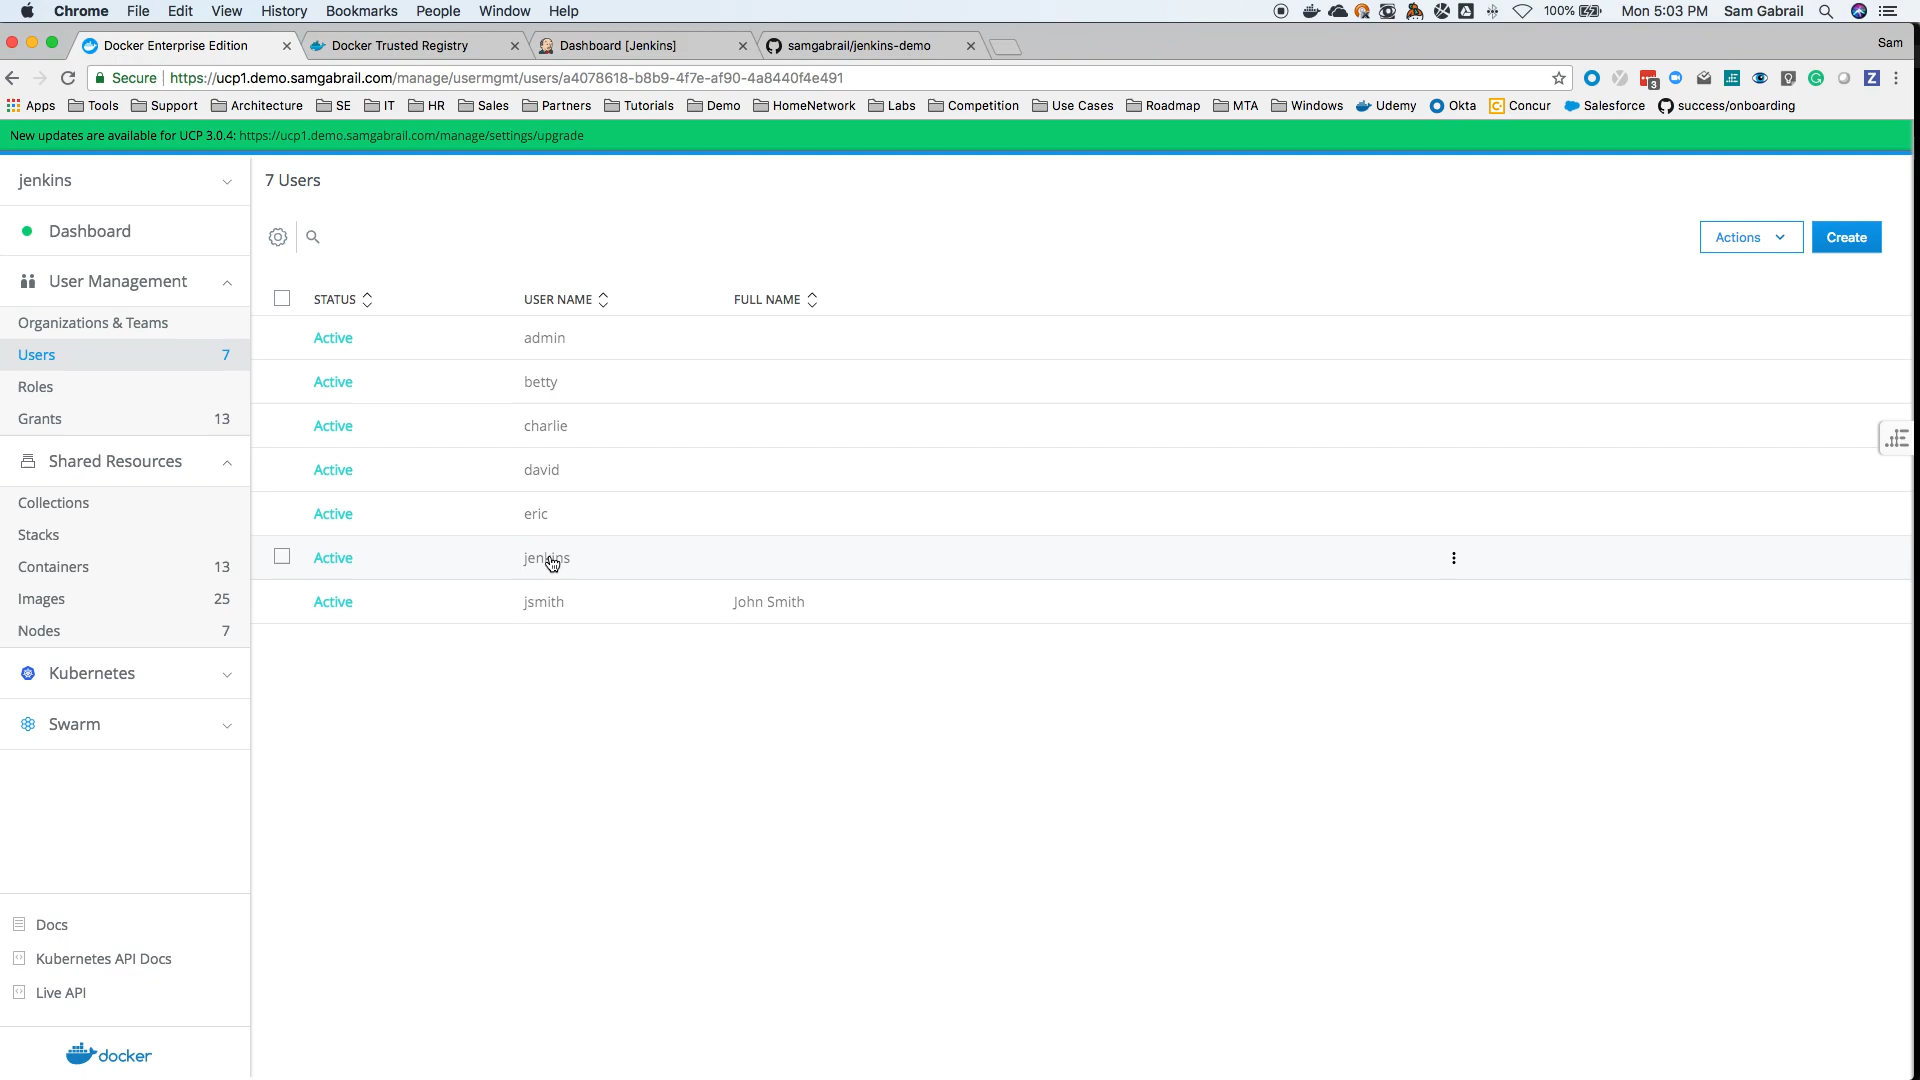 Chrome File Edit View History Bookmarks People Window Help 100% Mon 5:03 PM Sam Gabrail
Docker Enterprise Edition Docker Trusted Registry Dashboard [Jenkins] samgabrail/jenkins-demo Sam
Secure https://ucp1.demo.samgabrail.com/manage/usermgmt/users/a4078618-b8b9-4f7e-af90-4a8440f4e491 3 Z
Apps Tools Support Architecture SE IT HR Sales Partners Tutorials Demo HomeNetwork Labs Competition Use Cases Roadmap MTA Windows Udemy Okta Concur Salesforce success/onboarding
New updates are available for UCP 3.0.4: https://ucp1.demo.samgabrail.com/manage/settings/upgrade
jenkins
Dashboard
User Management
Organizations & Teams
Users 7
Roles
Grants 13
Shared Resources
Collections
Stacks
Containers 13
Images 25
Nodes 7
Kubernetes
Swarm
Docs
Kubernetes API Docs
Live API
docker
7 Users
Actions Create
STATUS USER NAME FULL NAME
Active admin
Active betty
Active charlie
Active david
Active eric
Active jenkins
Active jsmith John Smith